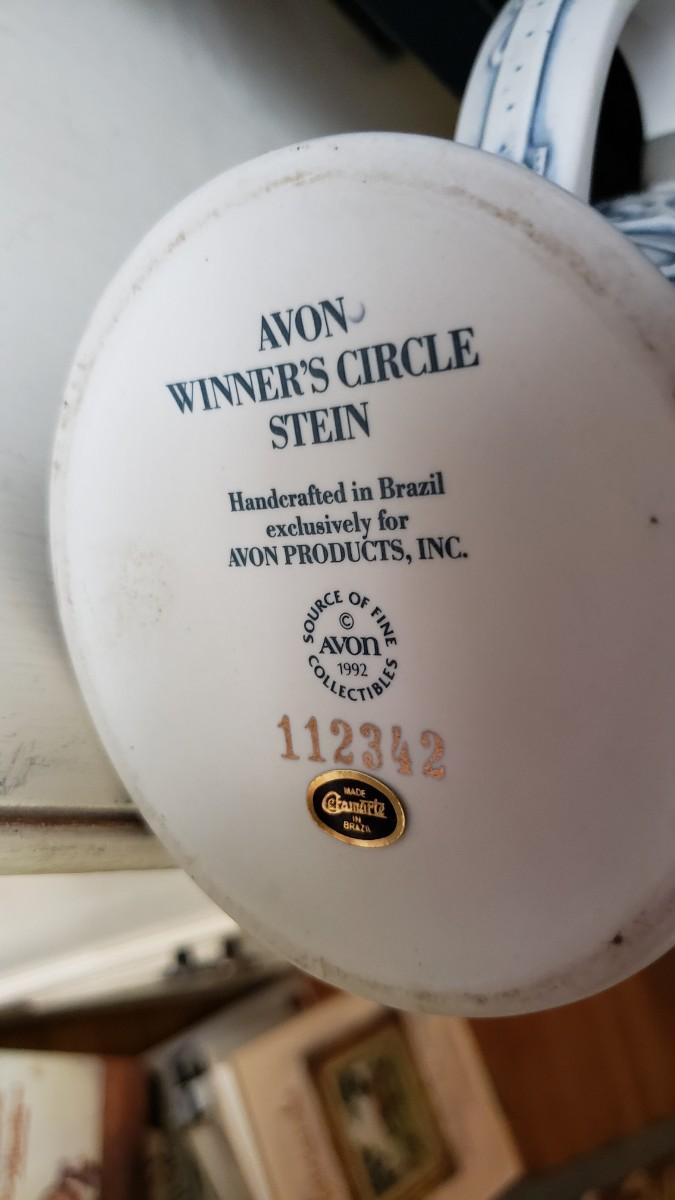 AVON
WINNER'S CIRCLE
STEIN
Handcrafted in Brazil
exclusively for
AVON PRODUCTS, INC.
SOURCE OF FINE
©
AVON
1992
COLLECTIBLES
112342
MADE
Ceramarte
IN
BRAZIL